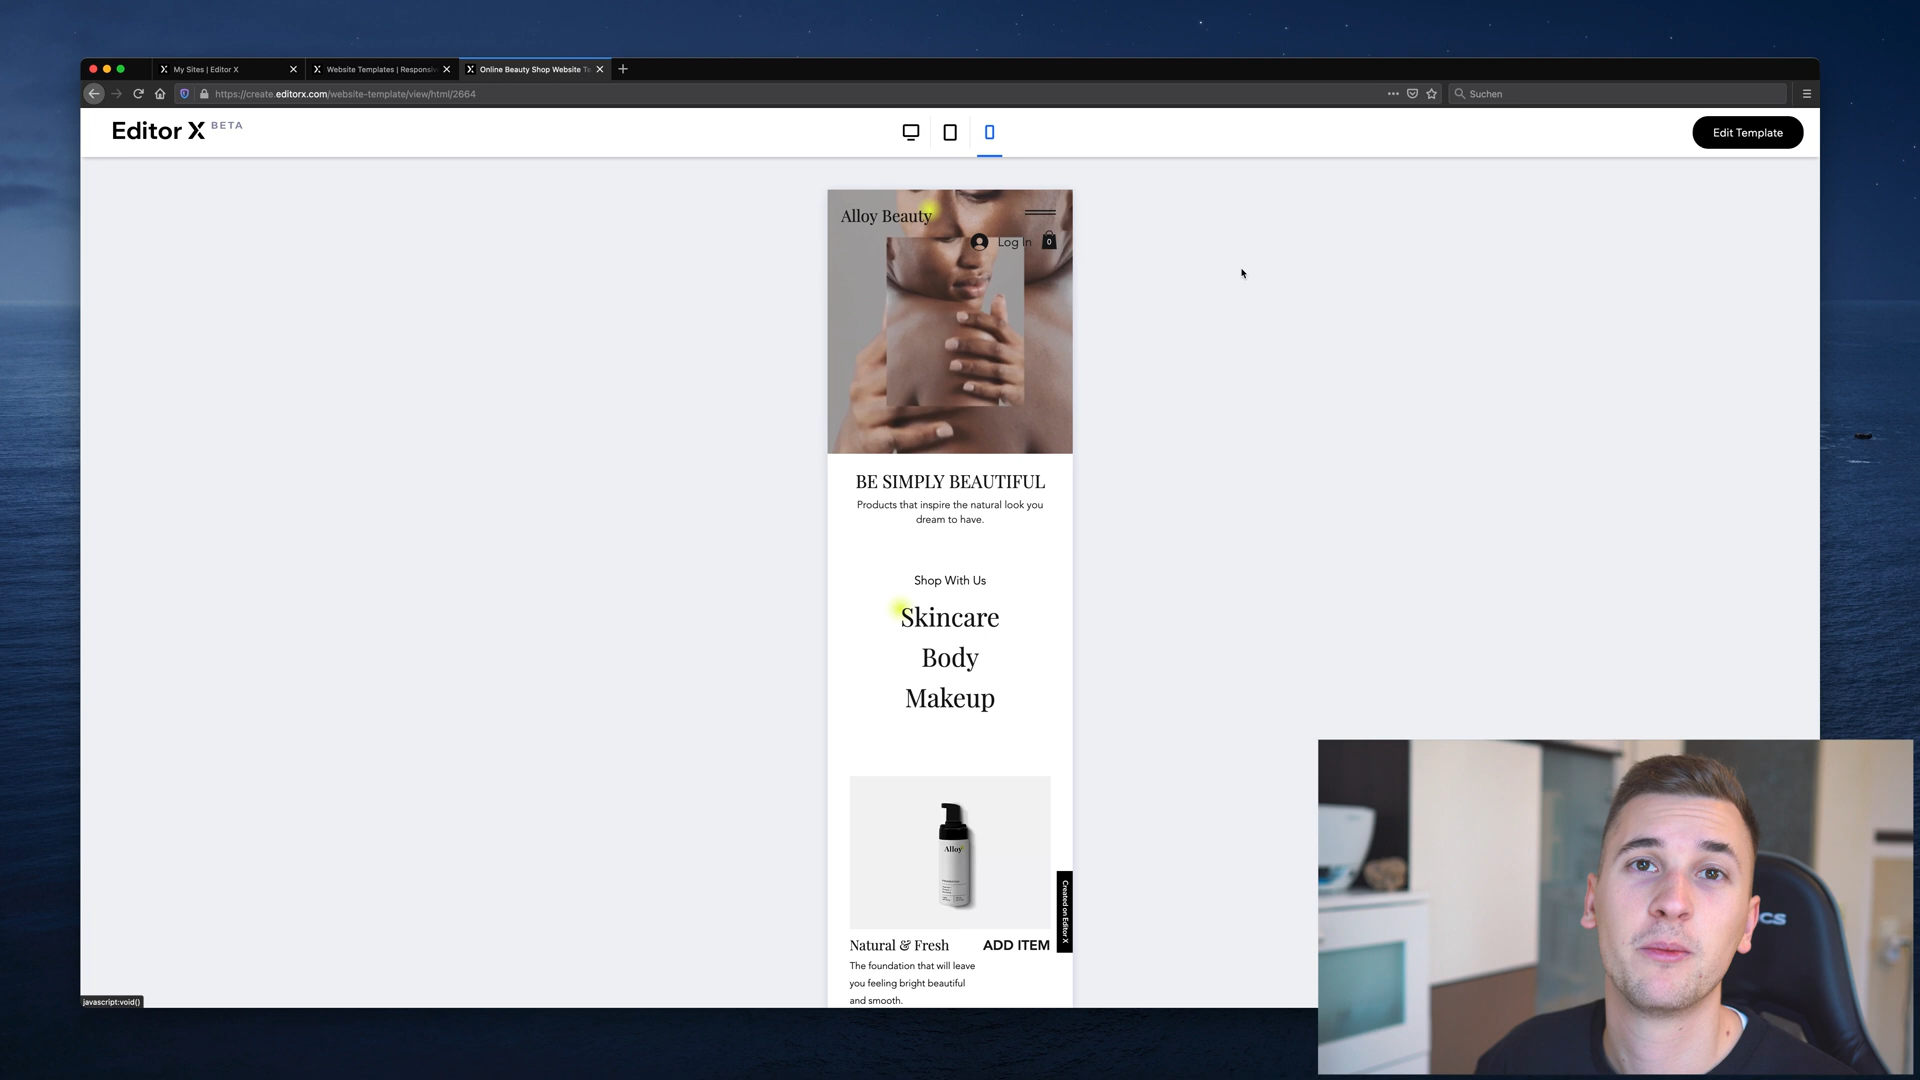 My Sites | Editor X
Website Templates | Responsiv
Online Beauty Shop Website Te
https://create.editorx.com/website-template/view/html/2664
Suchen
Editor X BETA
Edit Template
Alloy Beauty
Log In
0
BE SIMPLY BEAUTIFUL
Products that inspire the natural look you
dream to have.
Shop With Us
Skincare
Body
Makeup
Alloy
Natural & Fresh
ADD ITEM
The foundation that will leave
you feeling bright beautiful
and smooth.
Created on Editor X
javascript:void()
CS